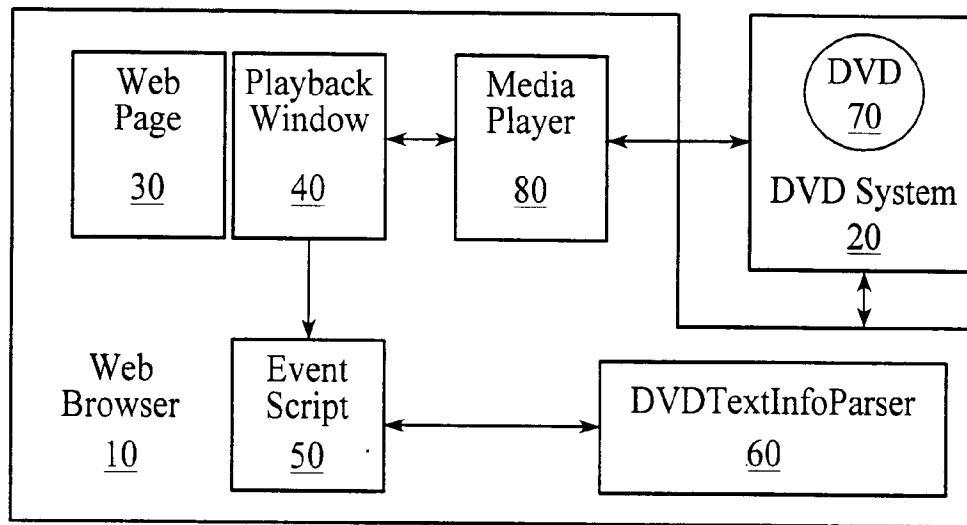 Web
Page
30
Playback
Window
40
Media
Player
80
DVD
70
DVD System
20
Web
Browser
10
Event
Script
50
DVDTextInfoParser
60